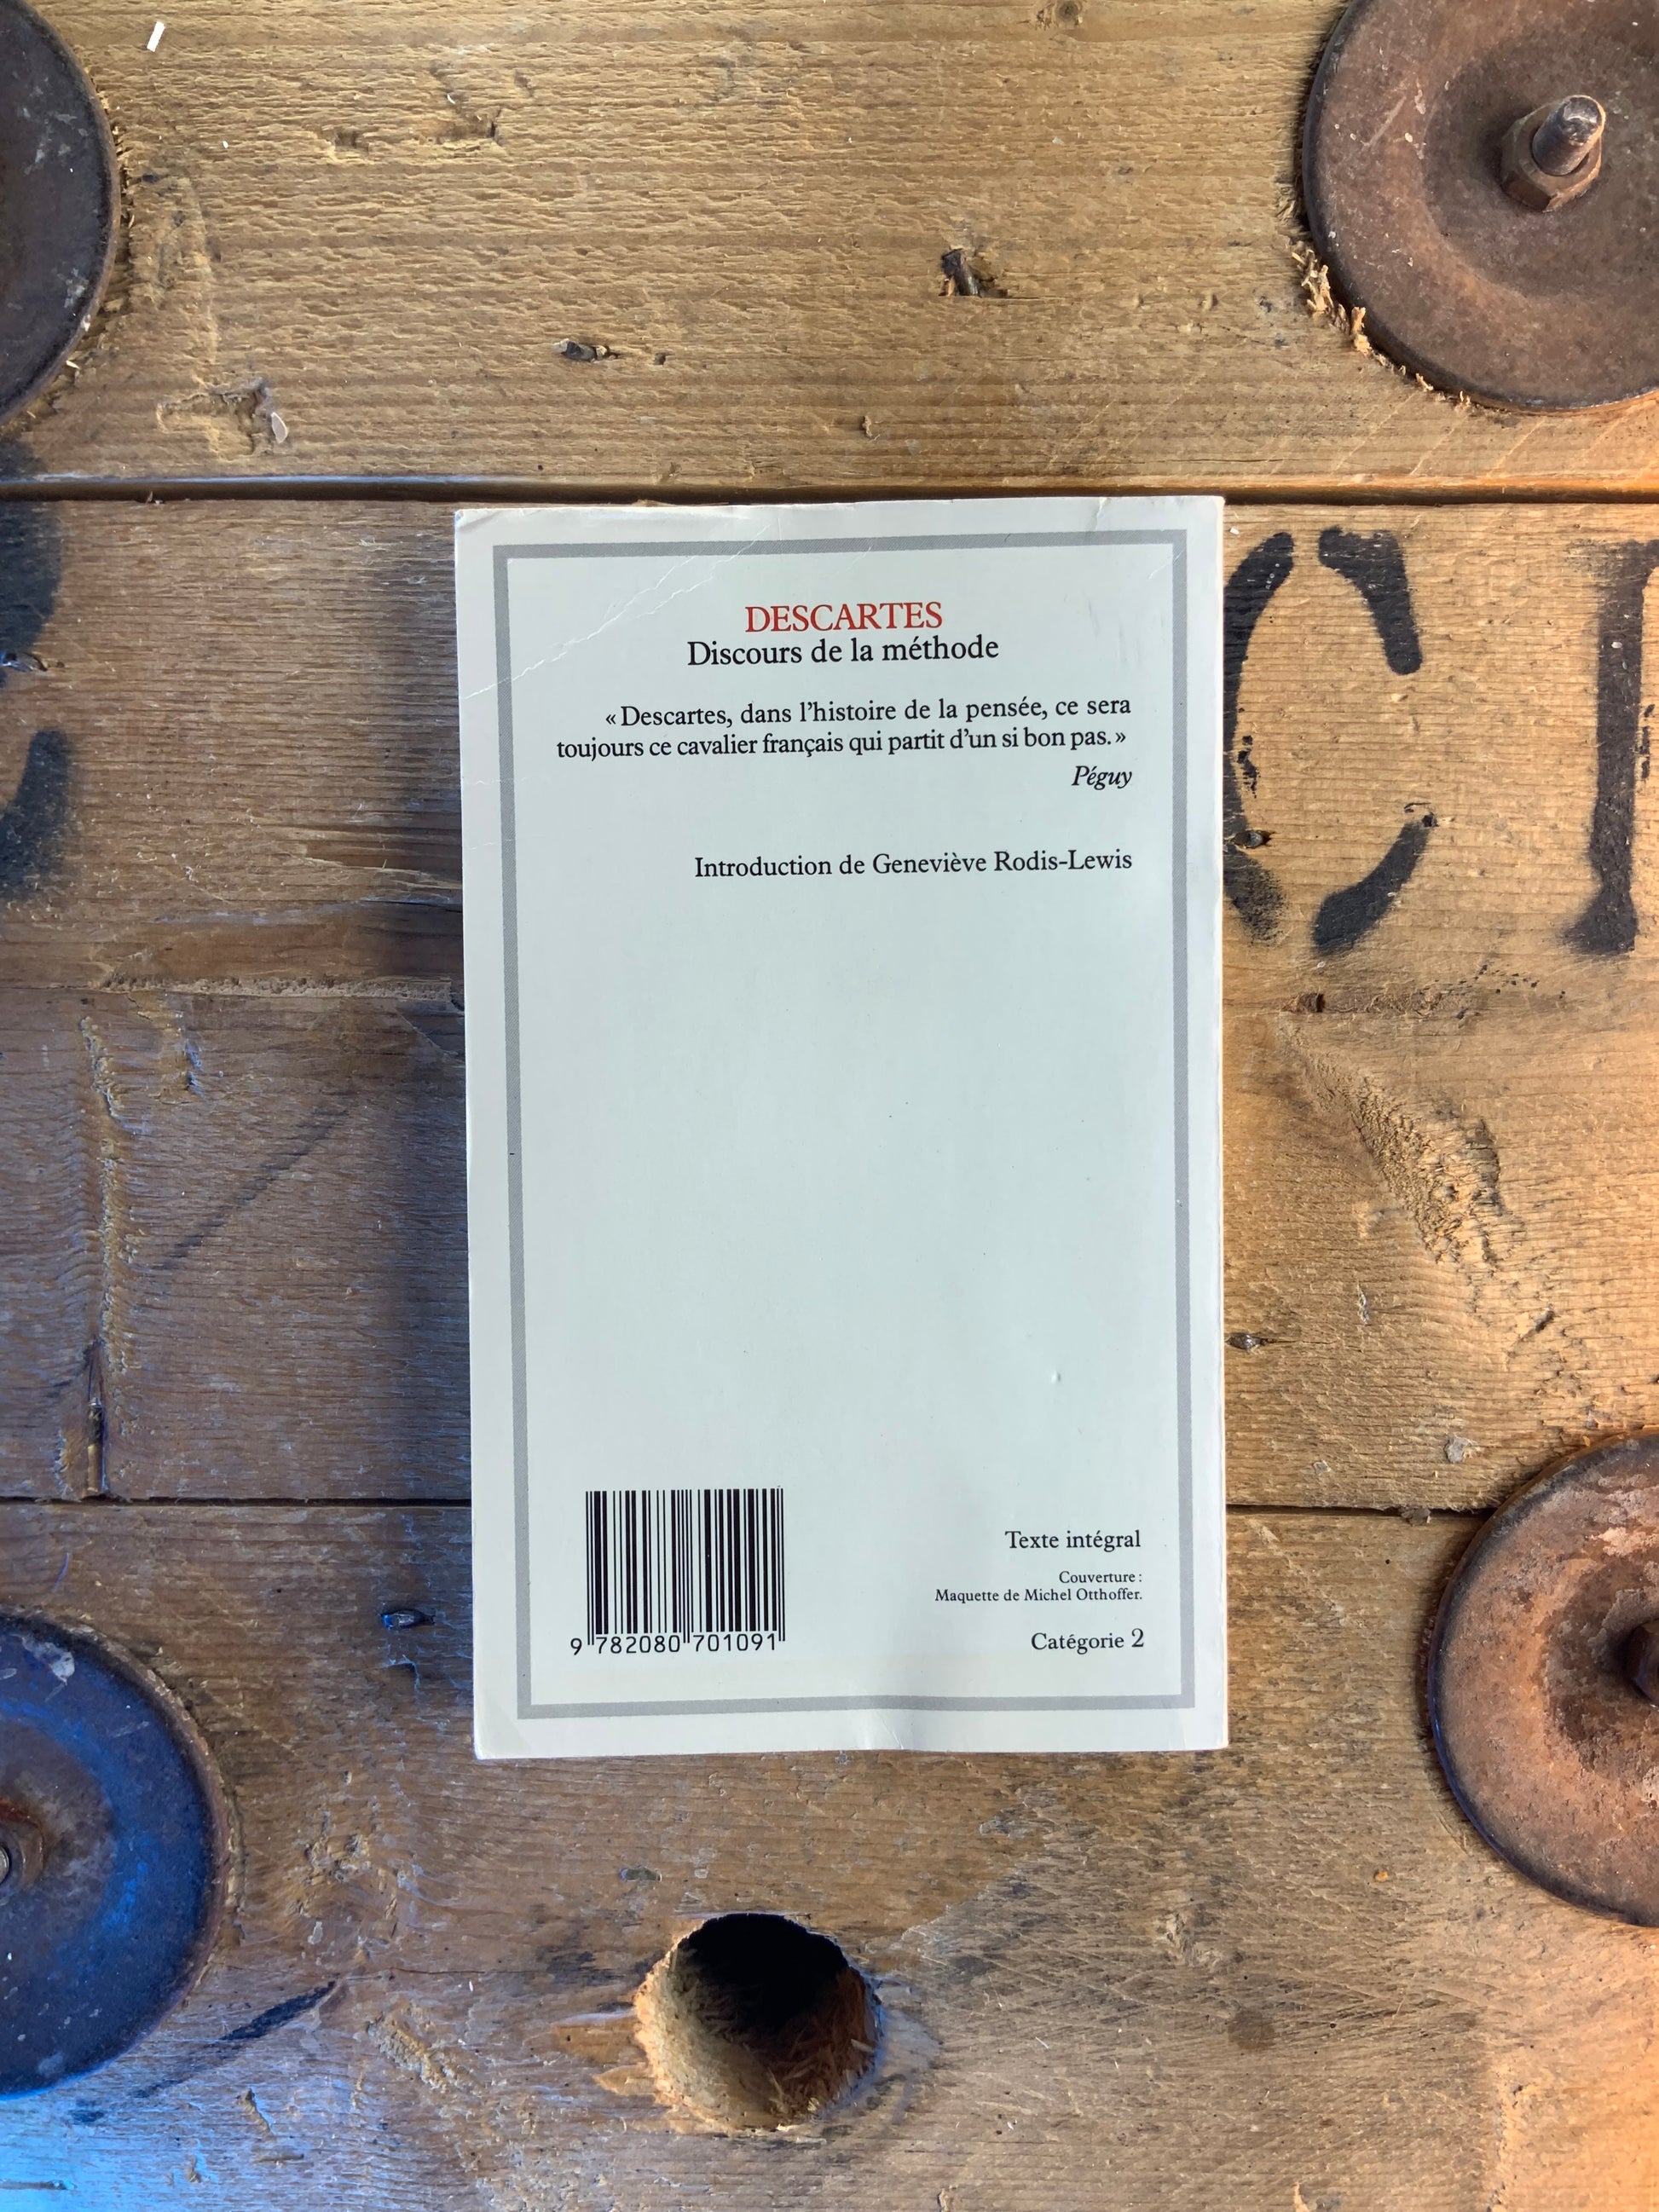 DESCARTES
Discours de la méthode
« Descartes, dans l'histoire de la pensée, ce sera
toujours ce cavalier français qui partit d'un si bon pas. »
Péguy
Introduction de Geneviève Rodis-Lewis
CI
Texte intégral
Couverture :
Maquette de Michel Otthoffer.
Catégorie 2
9 782080 701091